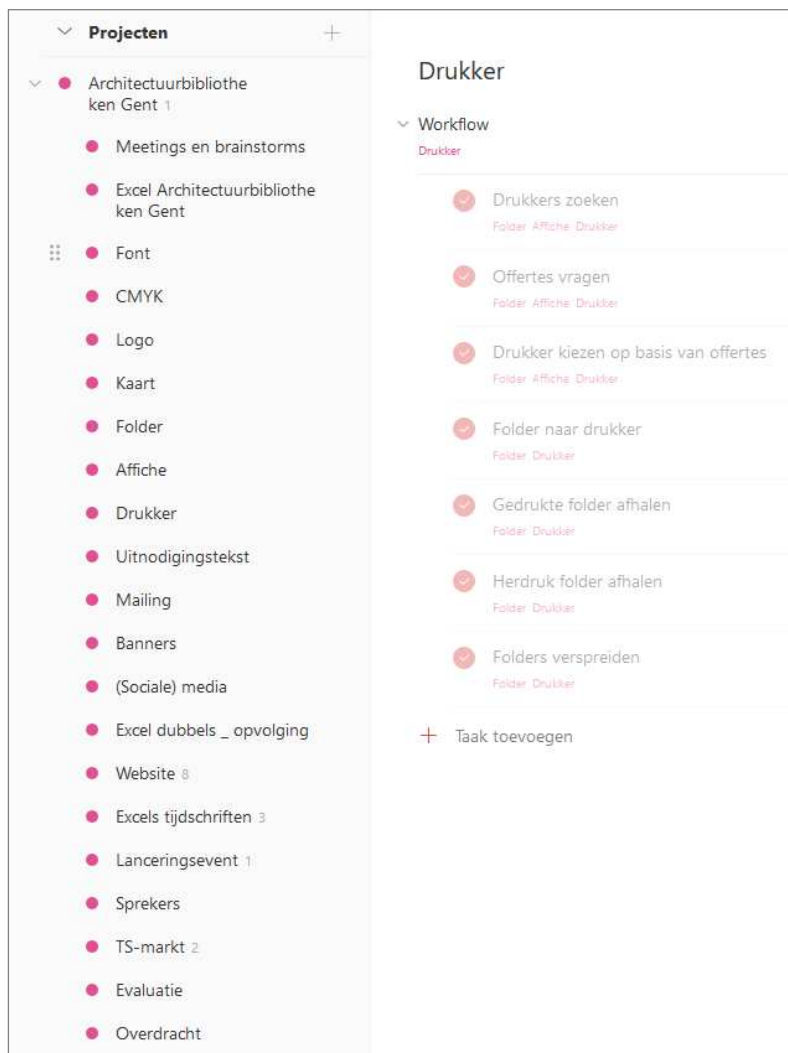 Projecten
Architectuurbibliothe
ken Gent 1
Meetings en brainstorms
Excel Architectuurbibliothe
ken Gent
Font
CMYK
Logo
Kaart
Folder
Affiche
Drukker
Uitnodigingstekst
Mailing
Banners
(Sociale) media
Excel dubbels _ opvolging
Website 8
Excels tijdschriften 3
Lanceringsevent 1
Sprekers
TS-markt 2
Evaluatie
Overdracht
Drukker
Workflow
Drukker
Drukkers zoeken
Folder Affiche Drukker
Offertes vragen
Folder Affiche Drukker
Drukker kiezen op basis van offertes
Folder Affiche Drukker
Folder naar drukker
Folder Drukker
Gedrukte folder afhalen
Folder Drukker
Herdruk folder afhalen
Folder Drukker
Folders verspreiden
Folder Drukker
Taak toevoegen